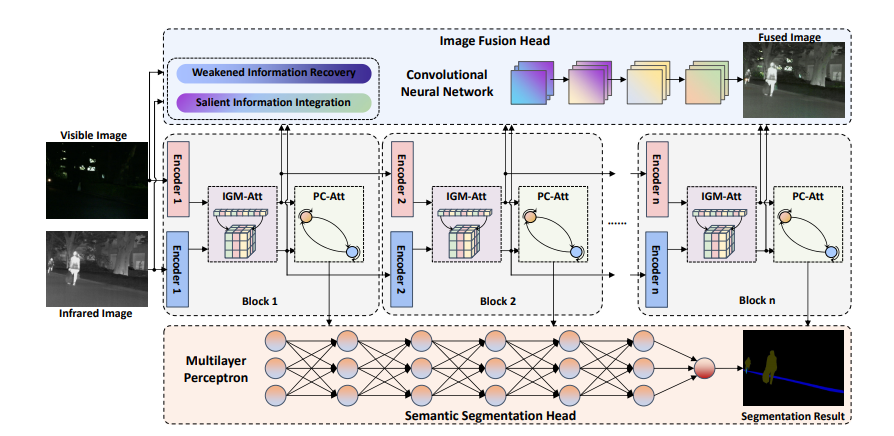 Image Fusion Head
Fused Image
Weakened Information Recovery
Salient Information Integration
Convolutional
Neural Network
Visible Image
Infrared Image
Encoder 1
Encoder 1
IGM-Att
PC-Att
Block 1
Encoder 2
Encoder 2
IGM-Att
PC-Att
Block 2
......
Encoder n
Encoder n
IGM-Att
PC-Att
Block n
Multilayer
Perceptron
Semantic Segmentation Head
Segmentation Result